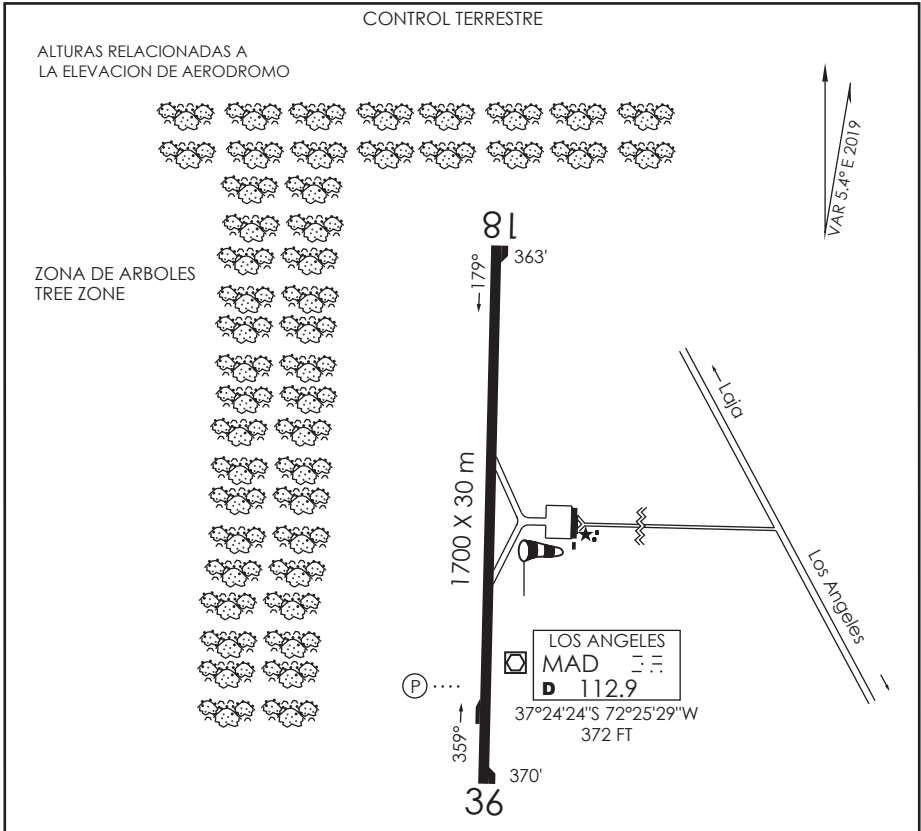 CONTROL TERRESTRE
ALTURAS RELACIONADAS A
LA ELEVACION DE AERODROMO
VAR 5.4° E 2019
18
363'
179°
ZONA DE ARBOLES
TREE ZONE
Laja
1700 X 30 m
Los Angeles
LOS ANGELES
MAD
D 112.9
P
37°24'24"S 72°25'29"W
372 FT
359°
370'
36